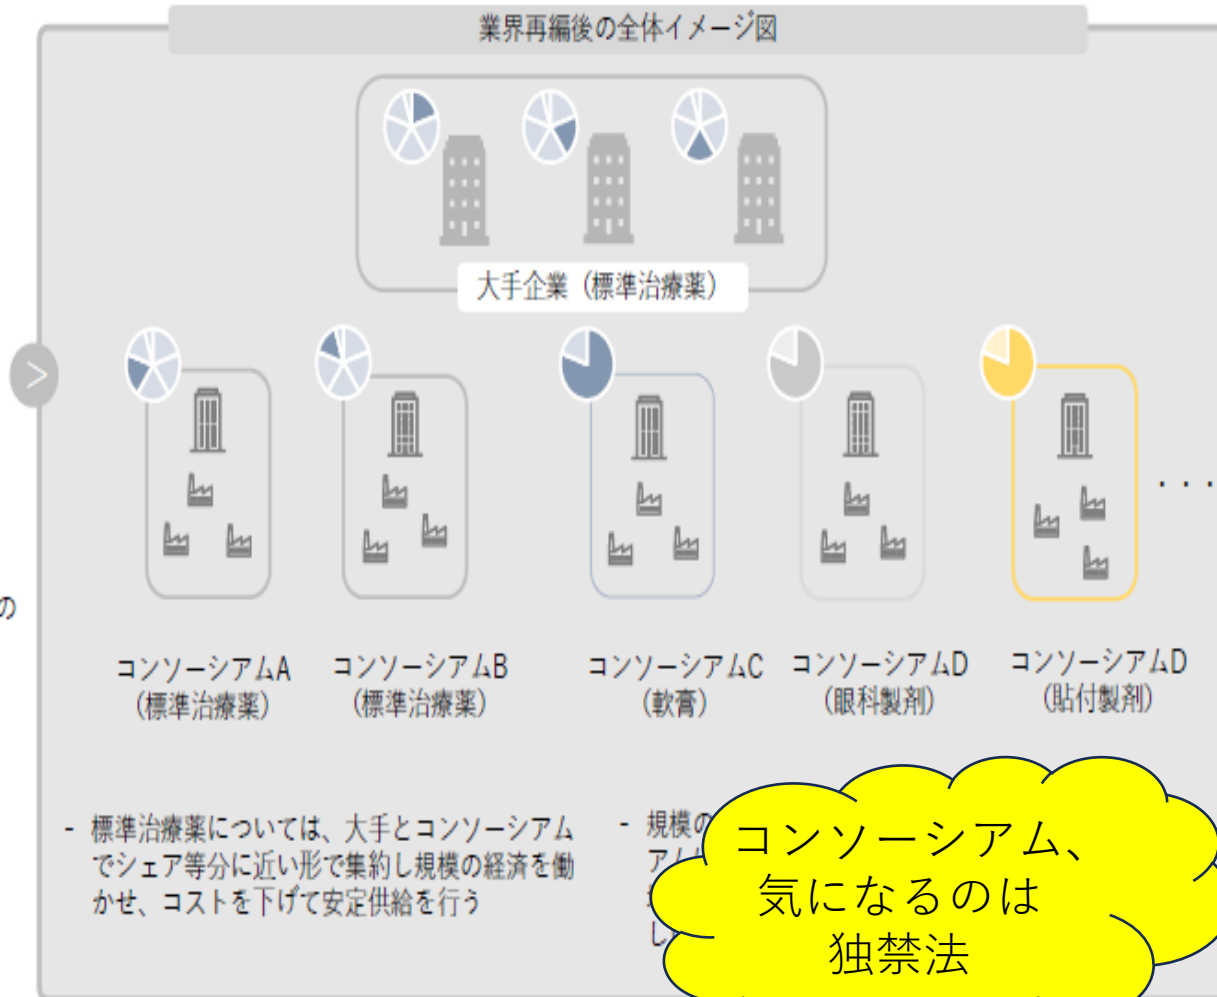 業界再編後の全体イメージ図
大手企業（標準治療薬）
>
の
・・・
コンソーシアムA
（標準治療薬）
コンソーシアムB
（標準治療薬）
コンソーシアムC
（軟膏）
コンソーシアムD
（眼科製剤）
コンソーシアムD
（貼付製剤）
- 標準治療薬については、大手とコンソーシアム
でシェア等分に近い形で集約し規模の経済を働
かせ、コストを下げて安定供給を行う
- 規模の
アム
し
コンソーシアム、
気になるのは
独禁法